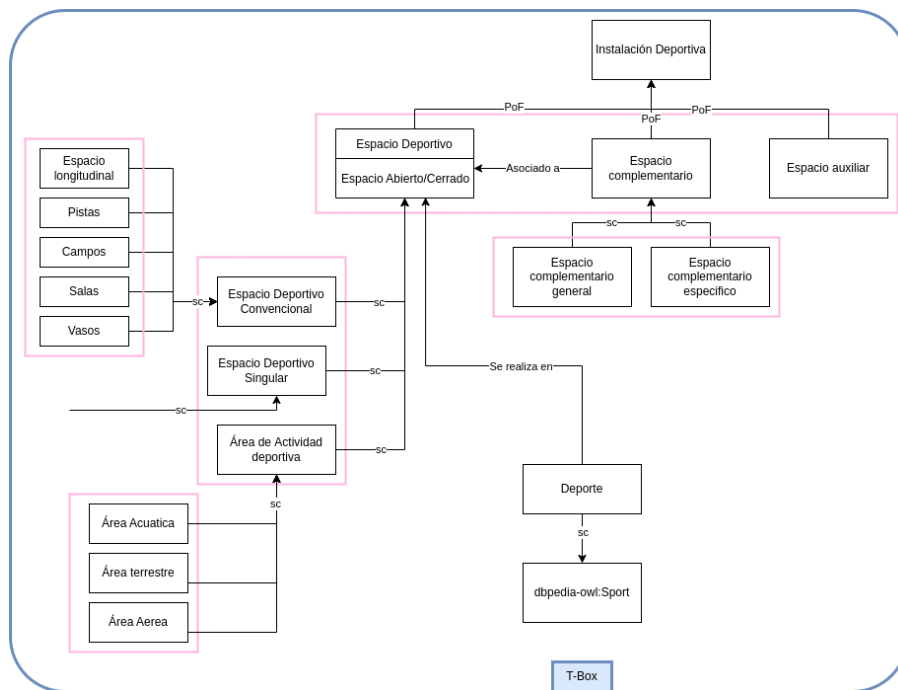 Instalación Deportiva
PoF
PoF
PoF
Espacio Deportivo
Espacio Abierto/Cerrado
Asociado a
Espacio
complementario
Espacio auxiliar
Espacio
longitudinal
Pistas
Campos
Salas
Vasos
sc
sc
sc
Espacio
complementario
general
Espacio
complementario
especifico
Espacio Deportivo
Convencional
sc
Espacio Deportivo
Singular
sc
sc
Se realiza en
Área de Actividad
deportiva
sc
sc
Área Acuatica
Área terrestre
Área Aerea
Deporte
sc
dbpedia-owl:Sport
T-Box